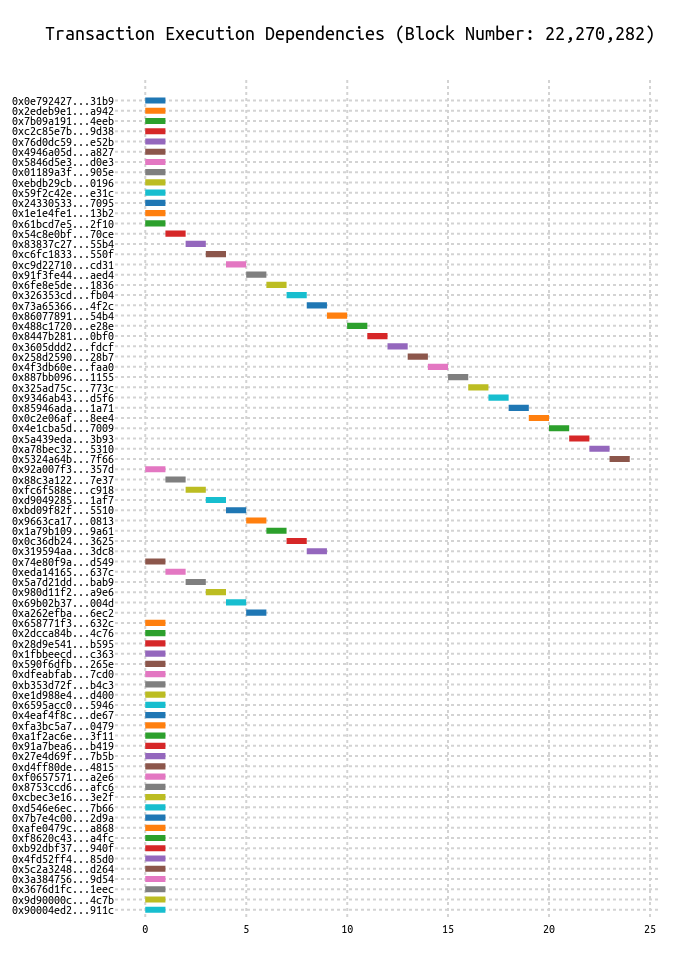 Transaction Execution Dependencies (Block Number: 22,270,282)
0x0e792427...31b9
0x2edeb9e1...a942
0x7b09a191...4eeb
0xc2c85e7b...9d38
0x76d0dc59...e52b
0x4946a05d...a827
0x5846d5e3...d0e3
0x01189a3f...905e
0xebdb29cb...0196
0x59f2c42e...e31c
0x24330533...7095
0x1e1e4fe1...13b2
0x61bcd7e5...2f10
0x54c8e0bf...70ce
0x83837c27...55b4
0xc6fc1833...550f
0xc9d22710...cd31
0x91f3fe44...aed4
0x6fe8e5de...1836
0x326353cd...fb04
0x73a65366...4f2c
0x86077891...54b4
0x488c1720...e28e
0x8447b281...0bf0
0x3605ddd2...fdcf
0x258d2590...28b7
0x4f3db60e...faa0
0x887bb096...1155
0x325ad75c...773c
0x9346ab43...d5f6
0x85946ada...1a71
0x0c2e06af...8ee4
0x4e1cba5d...7009
0x5a439eda...3b93
0xa78bec32...5310
0x5324a64b...7f66
0x92a007f3...357d
0x88c3a122...7e37
0xfc6f588e...c918
0xd9049285...1af7
0xbd09f82f...5510
0x9663ca17...0813
0x1a79b109...9a61
0x0c36db24...3625
0x319594aa...3dc8
0x74e80f9a...d549
0xeda14165...637c
0x5a7d21dd...bab9
0x980d11f2...a9e6
0x69b02b37...004d
0xa262efba...6ec2
0x658771f3...632c
0x2dcca84b...4c76
0x28d9e541...b595
0x1fbbeecd...c363
0x590f6dfb...265e
0xdfeabfab...7cd0
0xb353d72f...b4c3
0xe1d988e4...d400
0x6595acc0...5946
0x4eaf4f8c...de67
0xfa3bc5a7...0479
0xa1f2ac6e...3f11
0x91a7bea6...b419
0x27e4d69f...7b5b
0xd4ff80de...4815
0xf0657571...a2e6
0x8753ccd6...afc6
0xcbec3e16...3e2f
0xd546e6ec...7b66
0x7b7e4c00...2d9a
0xafe0479c...a868
0xf8620c43...a4fc
0xb92dbf37...940f
0x4fd52ff4...85d0
0x5c2a3248...d264
0x3a384756...9d54
0x3676d1fc...1eec
0x9d90000c...4c7b
0x90004ed2...911c
0 5 10 15 20 25